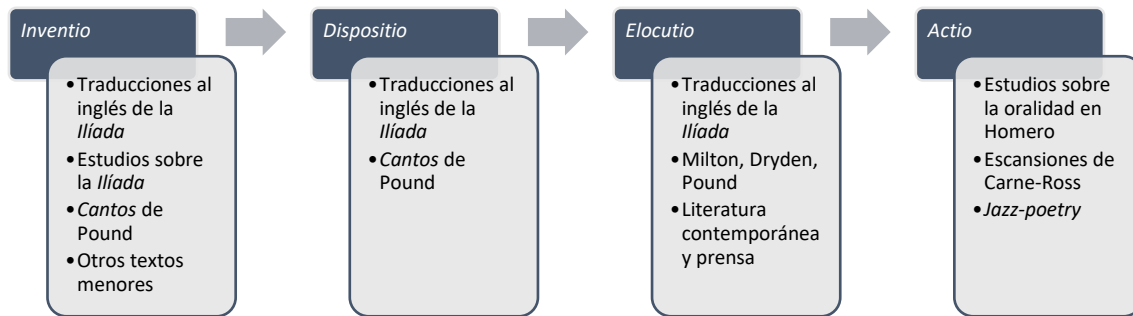 Inventio
•Traducciones al
inglés de la
Ilíada
•Estudios sobre
la Ilíada
•Cantos de
Pound
•Otros textos
menores
Dispositio
•Traducciones al
inglés de la
Ilíada
•Cantos de
Pound
Elocutio
•Traducciones al
inglés de la
Ilíada
•Milton, Dryden,
Pound
•Literatura
contemporánea
y prensa
Actio
•Estudios sobre
la oralidad en
Homero
•Escansiones de
Carne-Ross
•Jazz-poetry